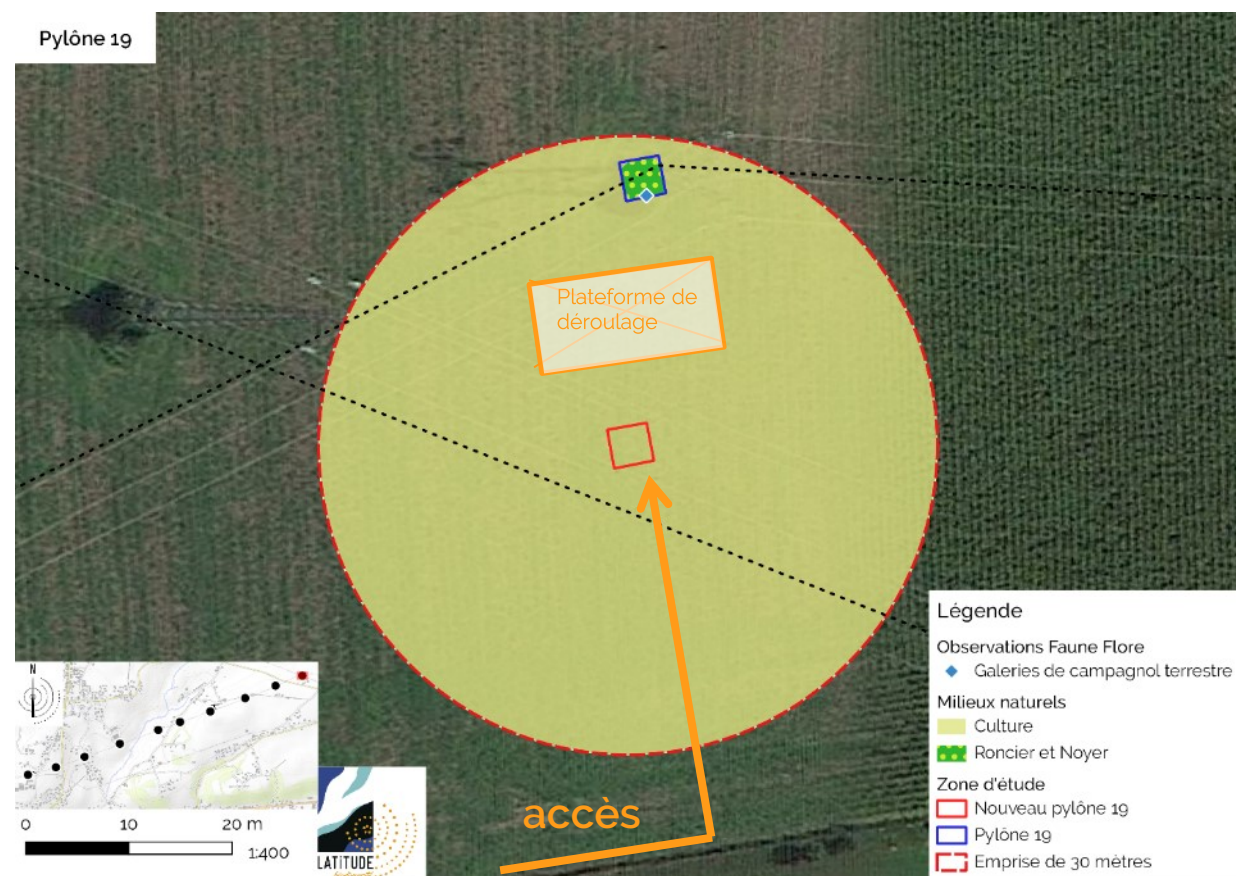 Pylône 19
Plateforme de
déroulage
accès
N
0 10 20 m
1:400
LATITUDE
Légende
Observations Faune Flore
Galeries de campagnol terrestre
Milieux naturels
Culture
Roncier et Noyer
Zone d'étude
Nouveau pylône 19
Pylône 19
Emprise de 30 mètres